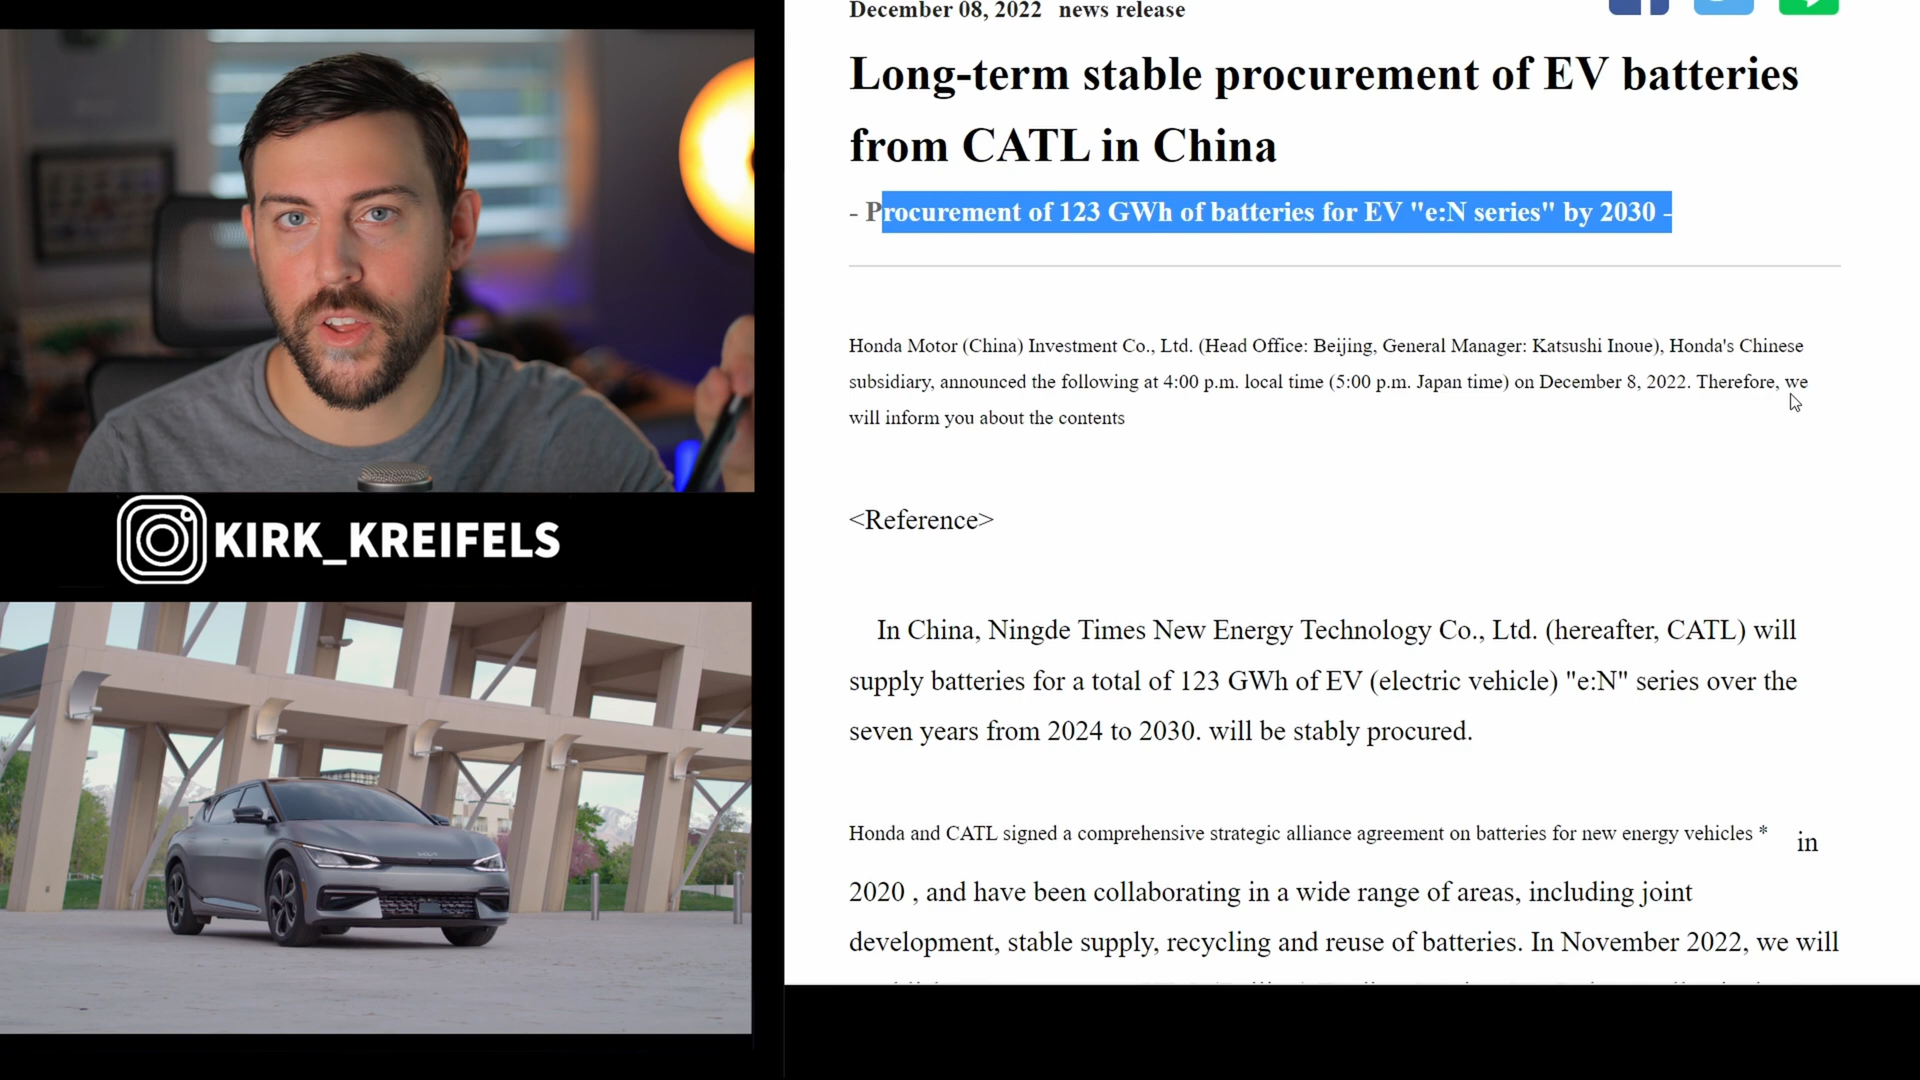 December 08, 2022 news release
Long-term stable procurement of EV batteries
from CATL in China
- Procurement of 123 GWh of batteries for EV "e:N series" by 2030 -
Honda Motor (China) Investment Co., Ltd. (Head Office: Beijing, General Manager: Katsushi Inoue), Honda's Chinese
subsidiary, announced the following at 4:00 p.m. local time (5:00 p.m. Japan time) on December 8, 2022. Therefore, we
will inform you about the contents
<Reference>
In China, Ningde Times New Energy Technology Co., Ltd. (hereafter, CATL) will
supply batteries for a total of 123 GWh of EV (electric vehicle) "e:N" series over the
seven years from 2024 to 2030. will be stably procured.
Honda and CATL signed a comprehensive strategic alliance agreement on batteries for new energy vehicles * in
2020 , and have been collaborating in a wide range of areas, including joint
development, stable supply, recycling and reuse of batteries. In November 2022, we will
KIRK_KREIFELS